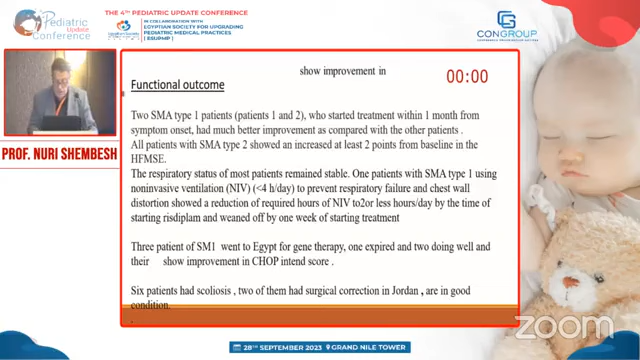 Pediatric
Update
Conference
THE 4TH PEDIATRIC UPDATE CONFERENCE
IN COLLABORATION WITH
EGYPTIAN SOCIETY FOR UPGRADING
PEDIATRIC MEDICAL PRACTICES
( ESUPMP )
CONGROUP
show improvement in
00:00
Functional outcome
Two SMA type 1 patients (patients 1 and 2), who started treatment within 1 month from
symptom onset, had much better improvement as compared with the other patients .
All patients with SMA type 2 showed an increased at least 2 points from baseline in the
HFMSE.
The respiratory status of most patients remained stable. One patients with SMA type 1 using
noninvasive ventilation (NIV) (<4 h/day) to prevent respiratory failure and chest wall
distortion showed a reduction of required hours of NIV to2or less hours/day by the time of
starting risdiplam and weaned off by one week of starting treatment
Three patient of SM1 went to Egypt for gene therapy, one expired and two doing well and
their show improvement in CHOP intend score .
Six patients had scoliosis , two of them had surgical correction in Jordan , are in good
condition.
.
PROF. NURI SHEMBESH
zoom
28TH SEPTEMBER 2023 GRAND NILE TOWER